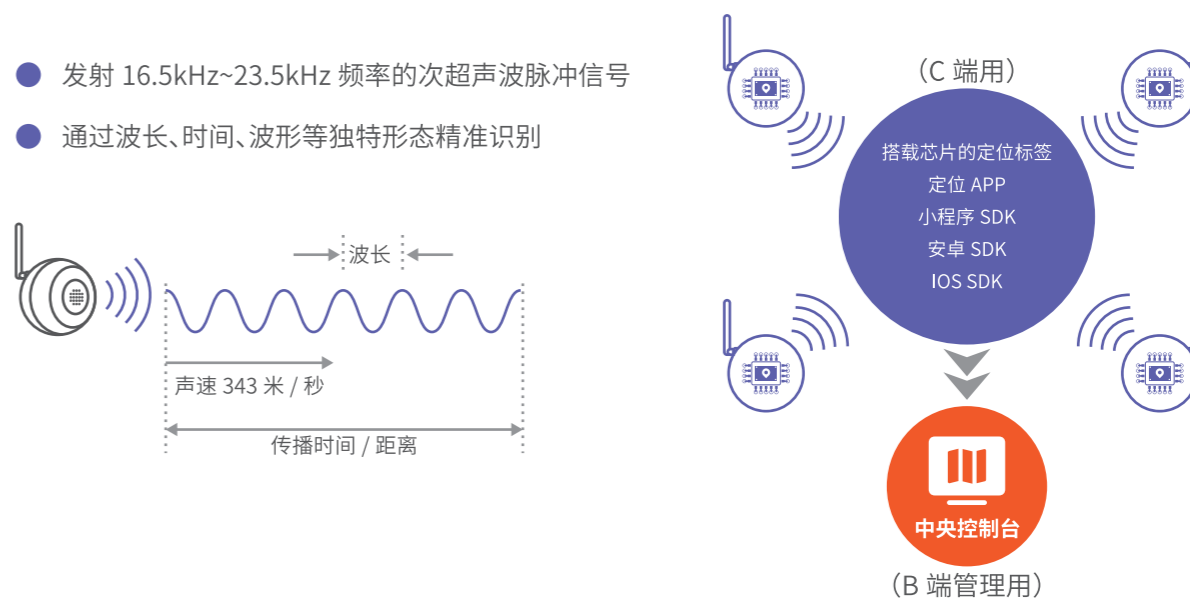 发射 16.5kHz~23.5kHz 频率的次超声波脉冲信号
通过波长、时间、波形等独特形态精准识别
波长
声速 343 米 / 秒
传播时间 / 距离
（C 端用）
搭载芯片的定位标签
定位 APP
小程序 SDK
安卓 SDK
IOS SDK
中央控制台
（B 端管理用）